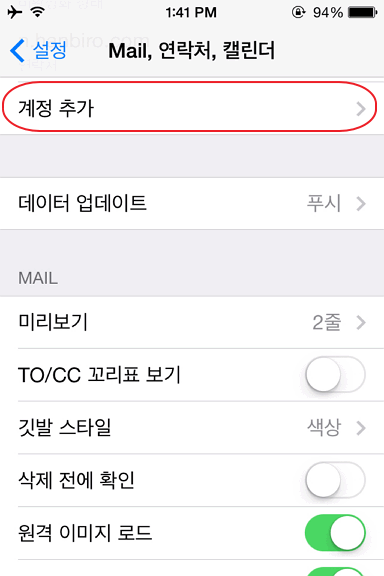 1:41 PM 94%
설정 Mail, 연락처, 캘린더
계정 추가
데이터 업데이트 푸시
MAIL
미리보기 2줄
TO/CC 꼬리표 보기
깃발 스타일 색상
삭제 전에 확인
원격 이미지 로드